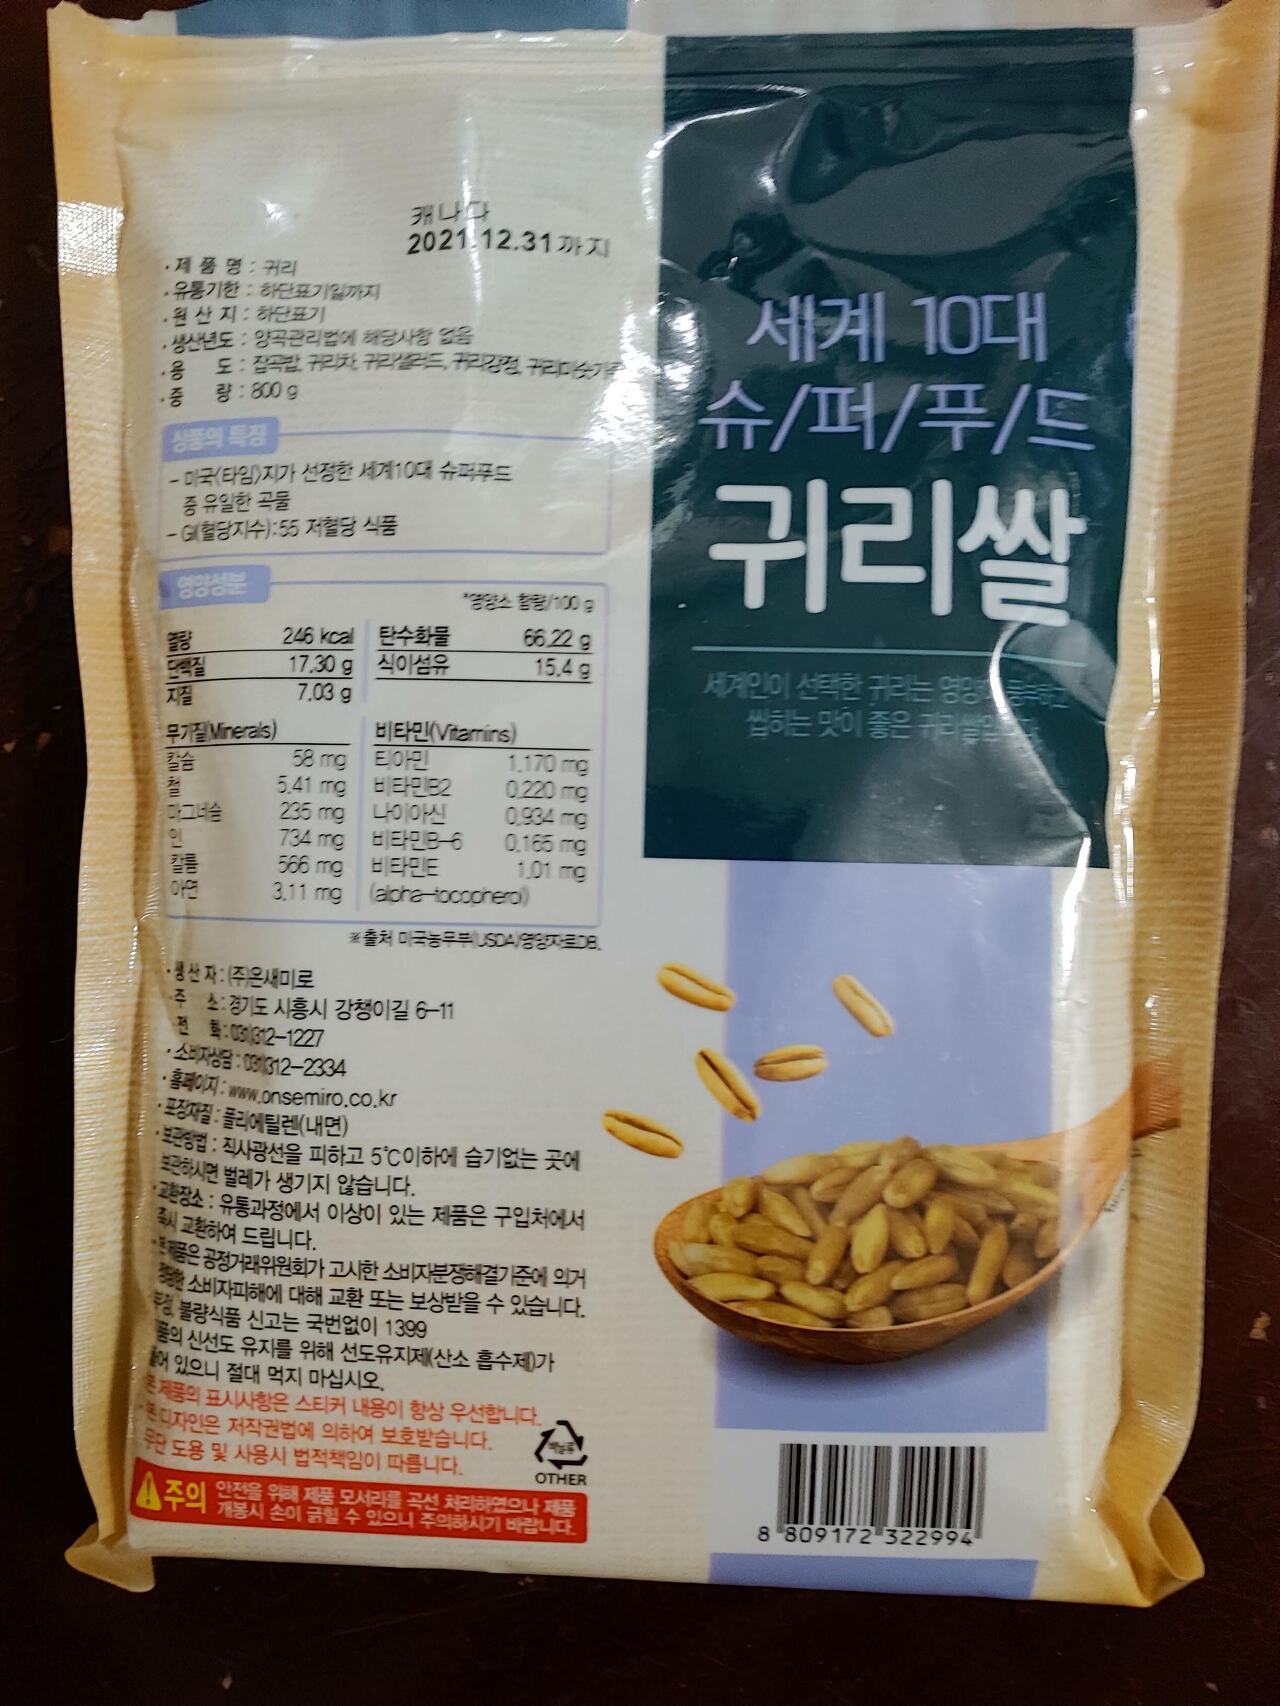 캐나다
2021.12.31까지
·제 품 명 : 귀리
·유통기한 : 하단표기일까지
·원 산 지 : 하단표기
·생산년도 : 양곡관리법에 해당사항 없음
·용 도 : 잡곡밥, 귀리차, 귀리샐러드, 귀리강정, 귀리미숫가루
·중 량 : 800 g
상품의 특징
- 미국〈타임〉지가 선정한 세계10대 슈퍼푸드
중 유일한 곡물
- GI(혈당지수):55 저혈당 식품
영양성분
*영양소 함량/100 g
열량 246 kcal 탄수화물 66.22 g
단백질 17.30 g 식이섬유 15.4 g
지질 7.03 g
무기질(Minerals) 비타민(Vitamins)
칼슘 58 mg 티아민 1.170 mg
철 5.41 mg 비타민B2 0.220 mg
마그네슘 235 mg 나이아신 0.934 mg
인 734 mg 비타민B-6 0.165 mg
칼륨 566 mg 비타민E 1.01 mg
아연 3.11 mg (alpha-tocopherol)
※출처 미국농무부(USDA)영양자료DB.
·생 산 자 : (주)온새미로
·주 소 : 경기도 시흥시 강챙이길 6-11
·전 화 : 031)312-1227
·소비자상담 : 031)312-2334
·홈페이지 : www.onsemiro.co.kr
·포장재질 : 폴리에틸렌(내면)
·보관방법 : 직사광선을 피하고 5℃이하에 습기없는 곳에
보관하시면 벌레가 생기지 않습니다.
·교환장소 : 유통과정에서 이상이 있는 제품은 구입처에서
즉시 교환하여 드립니다.
·본제품은 공정거래위원회가 고시한 소비자분쟁해결기준에 의거
정당한 소비자피해에 대해 교환 또는 보상받을 수 있습니다.
부정, 불량식품 신고는 국번없이 1399
품의 신선도 유지를 위해 선도유지제(산소 흡수제)가
들어 있으니 절대 먹지 마십시오.
본 제품의 표시사항은 스티커 내용이 항상 우선합니다.
·본 디자인은 저작권법에 의하여 보호받습니다.
무단 도용 및 사용시 법적책임이 따릅니다.
비닐류
OTHER
주의 안전을 위해 제품 모서리를 곡선 처리하였으나 제품
개봉시 손이 긁힐 수 있으니 주의하시기 바랍니다.
세계 10대
슈/퍼/푸/드
귀리쌀
세계인이 선택한 귀리는 영양이 풍부하고
씹히는 맛이 좋은 귀리쌀입니다.
8 809172 322994